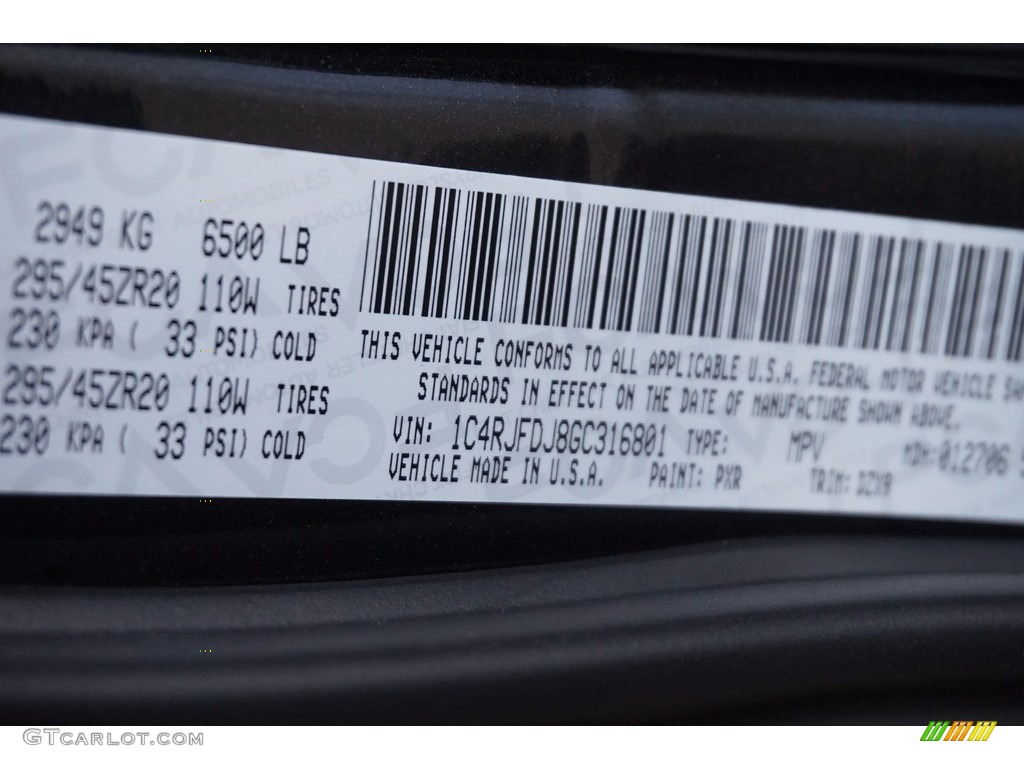 2949 KG 6500 LB
295/45ZR20 110W TIRES
230 KPA ( 33 PSI) COLD
295/45ZR20 110W TIRES
230 KPA ( 33 PSI) COLD
THIS VEHICLE CONFORMS TO ALL APPLICABLE U.S.A. FEDERAL MOTOR VEHICLE
STANDARDS IN EFFECT ON THE DATE OF MANUFACTURE SHOWN ABOVE.
VIN: 1C4RJFDJ8GC316801 TYPE: MPV MDH:012706
VEHICLE MADE IN U.S.A. PAINT: PXR TRIM: DZX9
GTCARLOT.COM